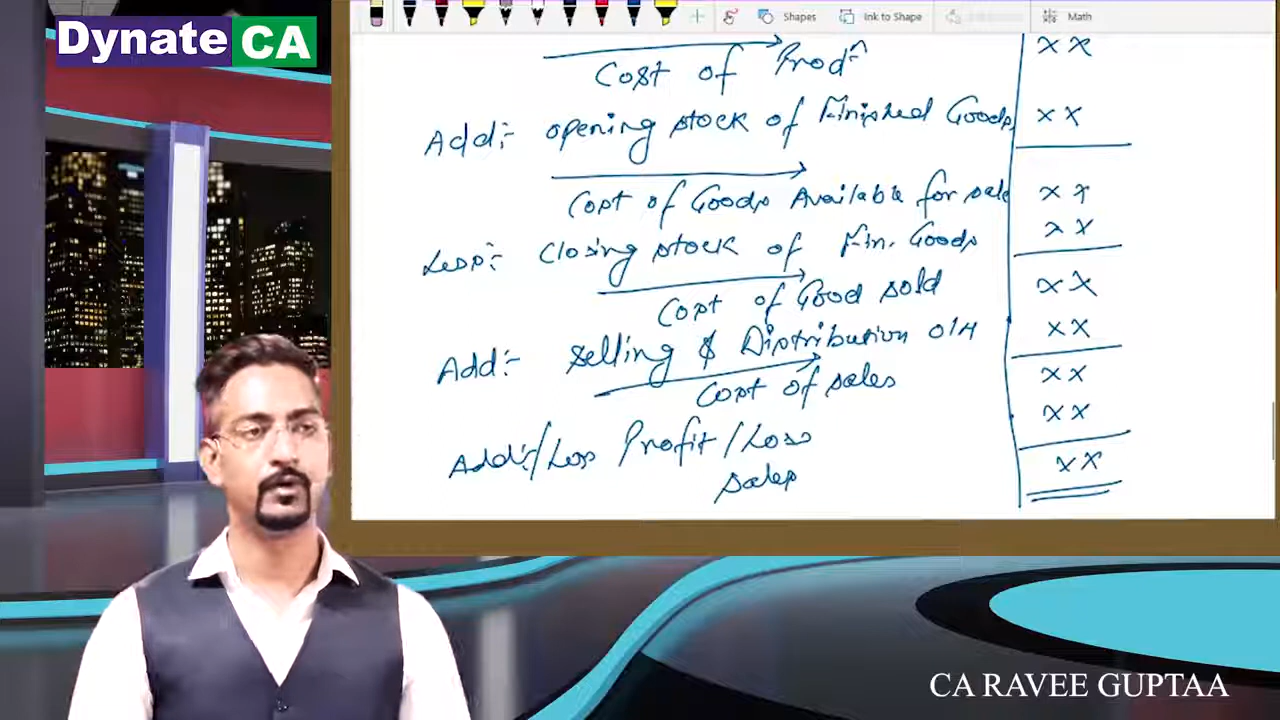 Dynate CA
Shapes
Ink to Shape
Math
Cost of Prodⁿ xx
Add:- opening stock of Finished Goods xx
Cost of Goods Available for sale xx
Less:- Closing stock of Fin. Goods xx
Cost of Good sold xx
Add:- Selling & Distribution O/H xx
Cost of sales xx
Add:/Less Profit/Loss xx
Sales xx
CA RAVEE GUPTAA